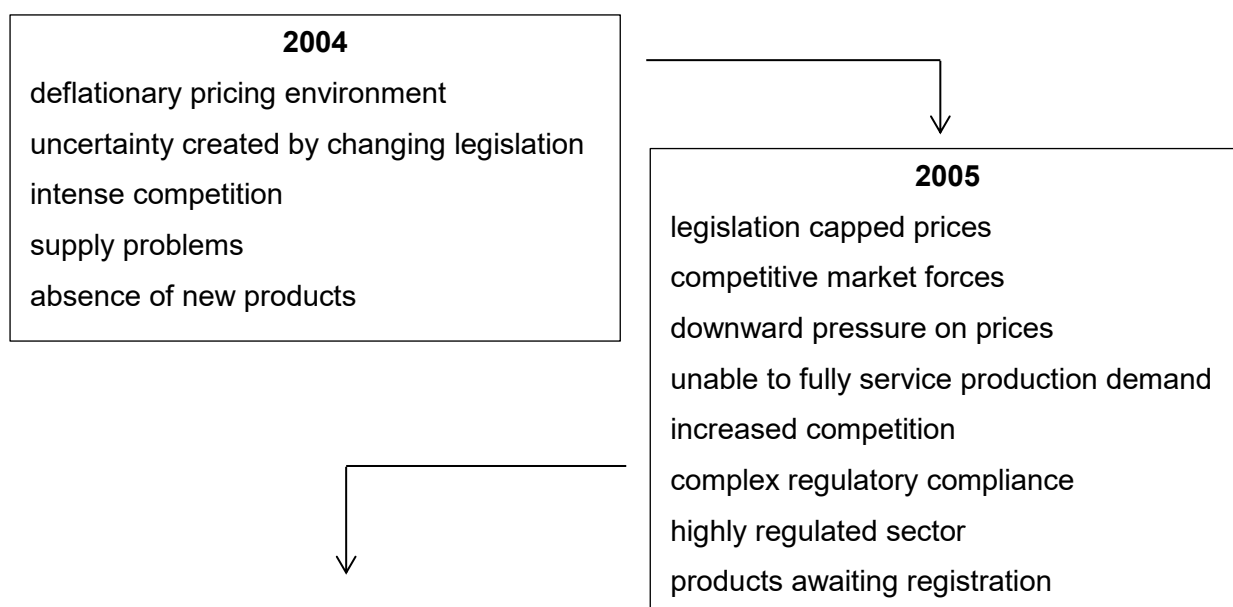 2004
deflationary pricing environment
uncertainty created by changing legislation
intense competition
supply problems
absence of new products
2005
legislation capped prices
competitive market forces
downward pressure on prices
unable to fully service production demand
increased competition
complex regulatory compliance
highly regulated sector
products awaiting registration